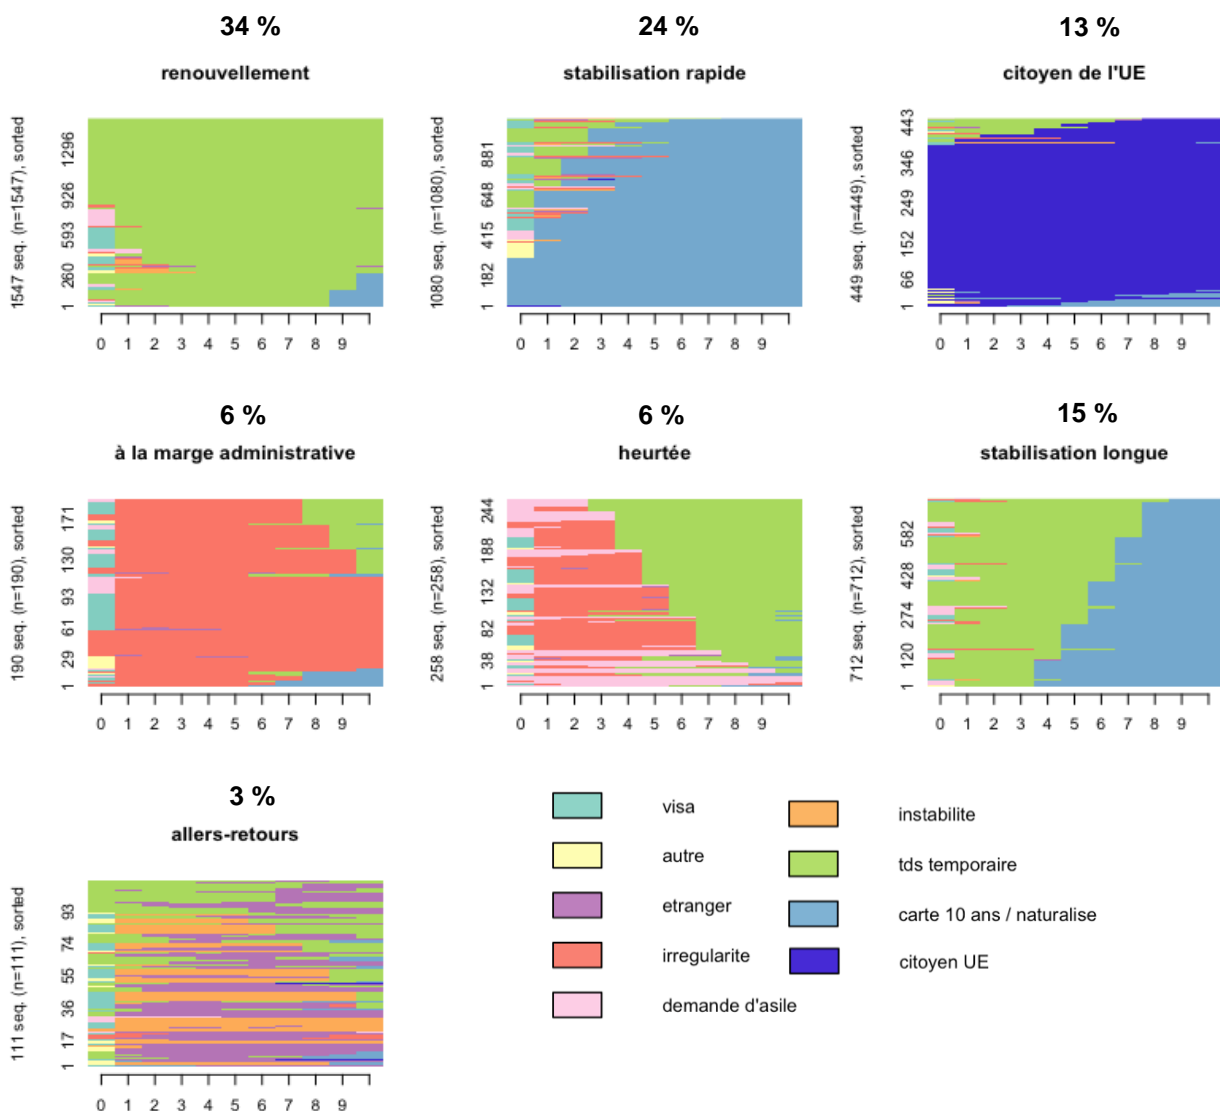 34 %
renouvellement
1547 seq. (n=1547), sorted
1 260 593 926 1296
0 1 2 3 4 5 6 7 8 9
24 %
stabilisation rapide
1080 seq. (n=1080), sorted
1 182 415 648 881
0 1 2 3 4 5 6 7 8 9
13 %
citoyen de l'UE
449 seq. (n=449), sorted
1 66 152 249 346 443
0 1 2 3 4 5 6 7 8 9
6 %
à la marge administrative
190 seq. (n=190), sorted
1 29 61 93 130 171
0 1 2 3 4 5 6 7 8 9
6 %
heurtée
258 seq. (n=258), sorted
1 38 82 132 188 244
0 1 2 3 4 5 6 7 8 9
15 %
stabilisation longue
712 seq. (n=712), sorted
1 120 274 428 582
0 1 2 3 4 5 6 7 8 9
3 %
allers-retours
111 seq. (n=111), sorted
1 17 36 55 74 93
0 1 2 3 4 5 6 7 8 9
visa
autre
etranger
irregularite
demande d'asile
instabilite
tds temporaire
carte 10 ans / naturalise
citoyen UE